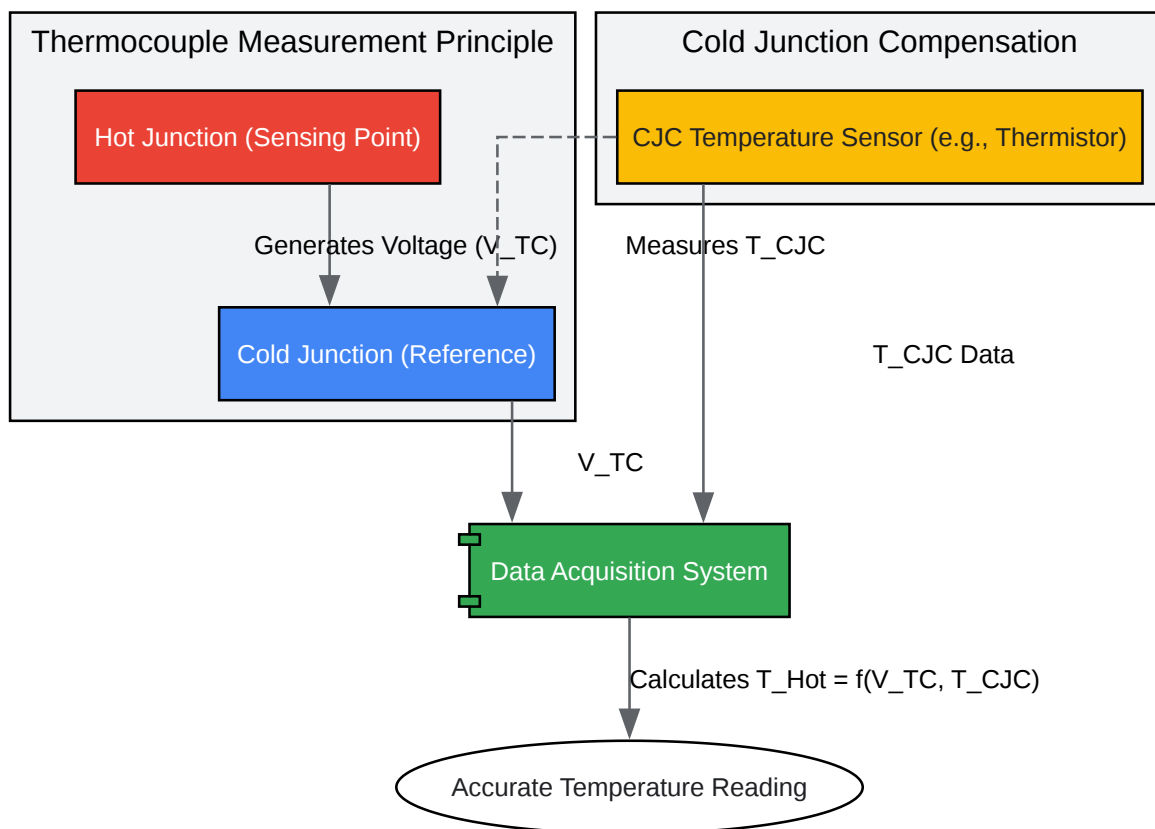 Thermocouple Measurement Principle
Cold Junction Compensation
Hot Junction (Sensing Point)
CJC Temperature Sensor (e.g., Thermistor)
Generates Voltage (V_TC)
Measures T_CJC
Cold Junction (Reference)
T_CJC Data
V_TC
Data Acquisition System
Calculates T_Hot = f(V_TC, T_CJC)
Accurate Temperature Reading